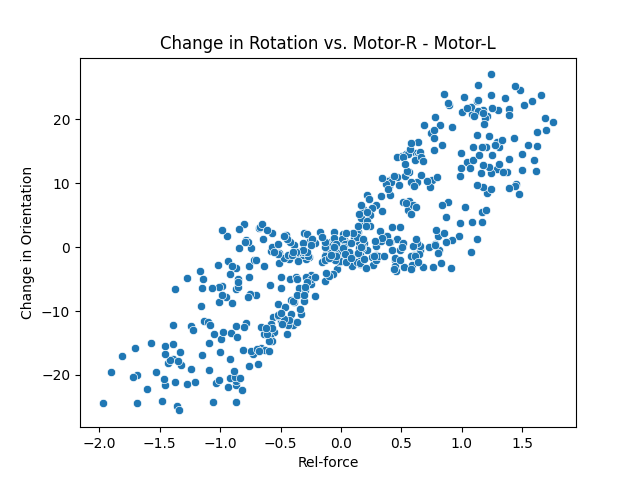 Change in Rotation vs. Motor-R - Motor-L
Change in Orientation
20
10
0
−10
−20
−2.0 −1.5 −1.0 −0.5 0.0 0.5 1.0 1.5
Rel-force